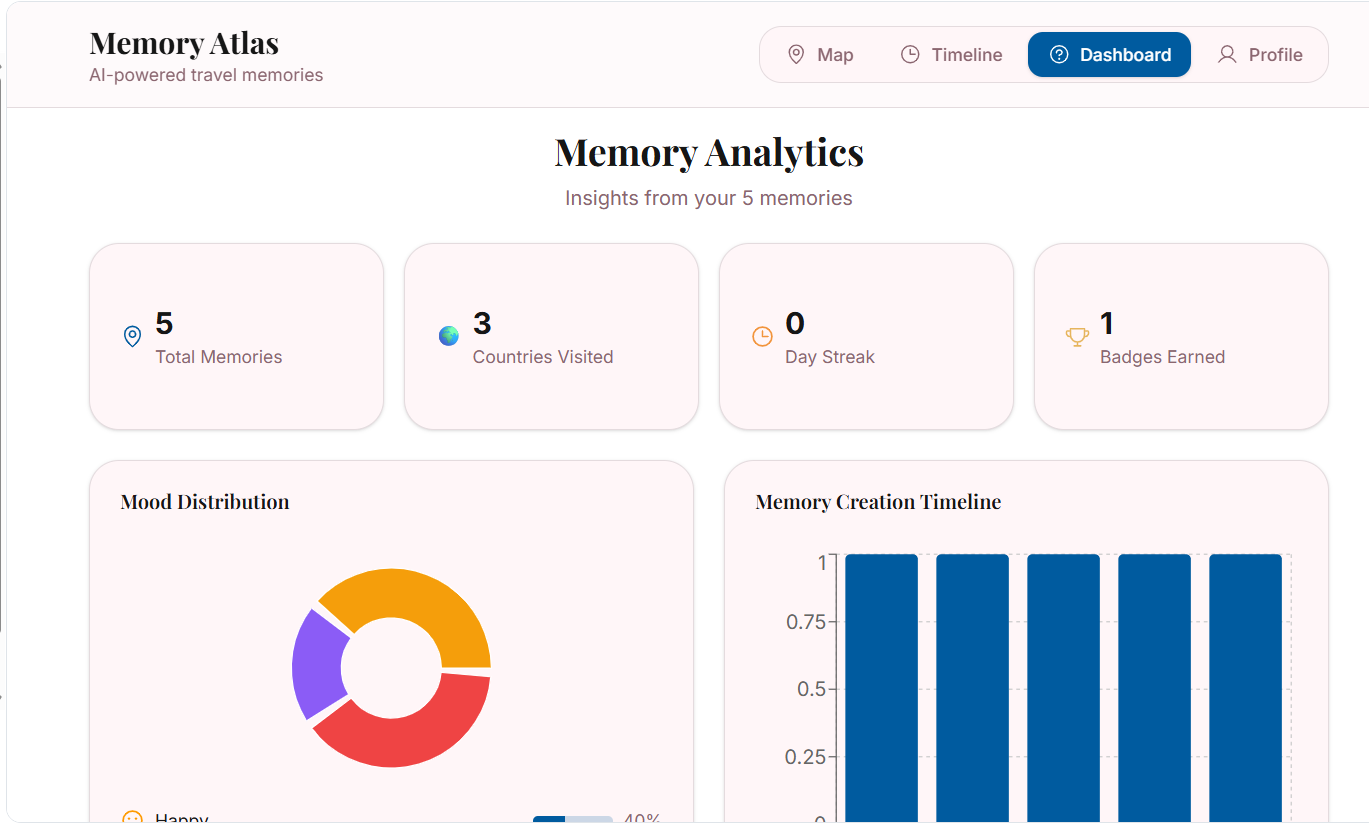 Memory Atlas
AI-powered travel memories
Map
Timeline
Dashboard
Profile
Memory Analytics
Insights from your 5 memories
5
Total Memories
3
Countries Visited
0
Day Streak
1
Badges Earned
Mood Distribution
Happy
40%
Memory Creation Timeline
1
0.75
0.5
0.25
0